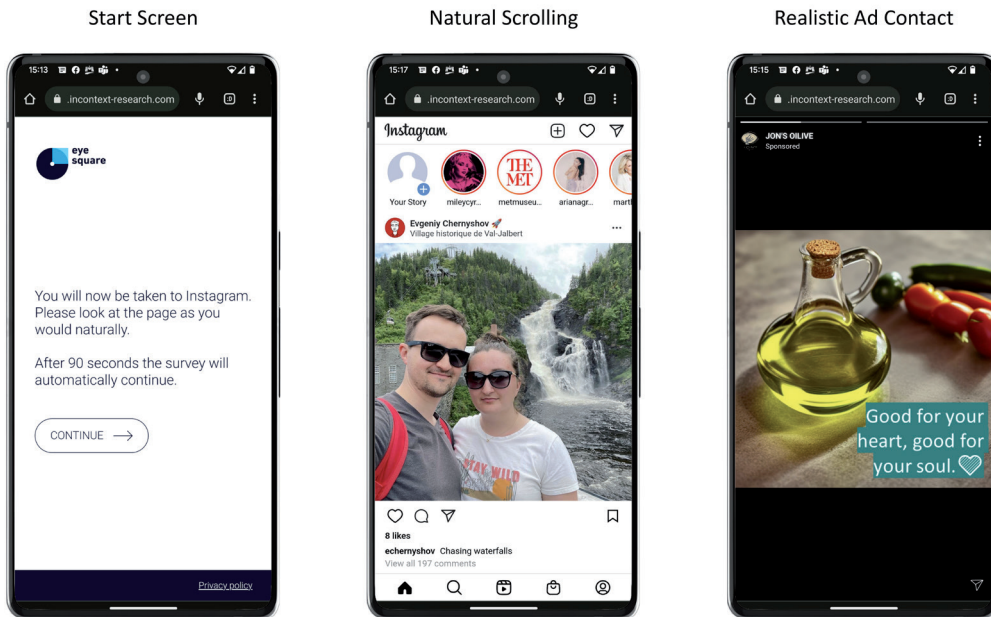 Start Screen
Natural Scrolling
Realistic Ad Contact
15:13
.incontext-research.com
eye
square
You will now be taken to Instagram.
Please look at the page as you
would naturally.
After 90 seconds the survey will
automatically continue.
CONTINUE
Privacy policy
15:17
.incontext-research.com
Instagram
THE
MET
Your Story
mileycyr...
metmuseu...
arianagr...
Evgeniy Chernyshov 🚀
Village historique de Val-Jalbert
STAY WILD
8 likes
echernyshov Chasing waterfalls
View all 197 comments
15:15
.incontext-research.com
JON'S OILIVE
Sponsored
Good for your
heart, good for
your soul.